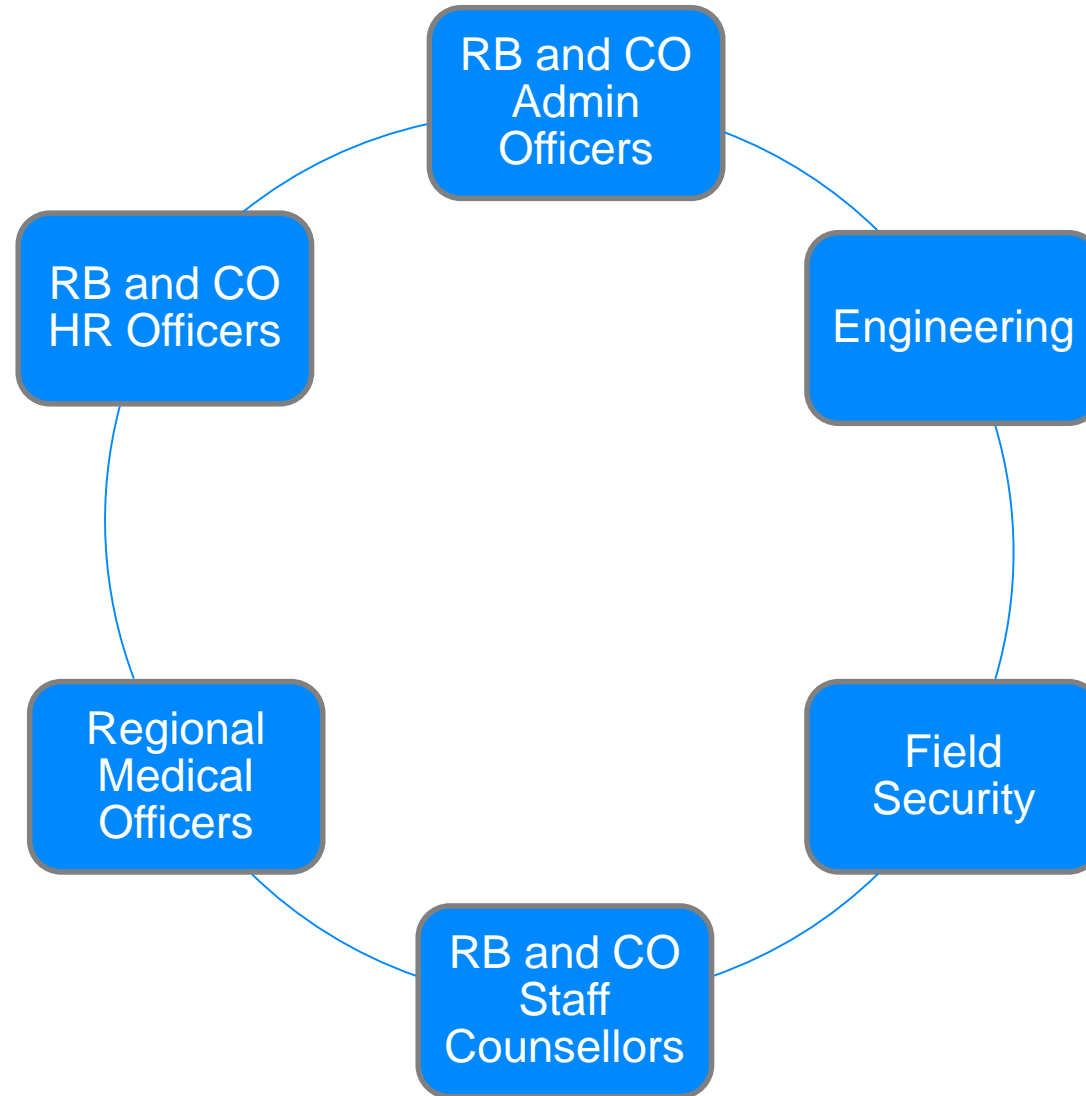 RB and CO
Admin
Officers
Engineering
Field
Security
RB and CO
Staff
Counsellors
Regional
Medical
Officers
RB and CO
HR Officers